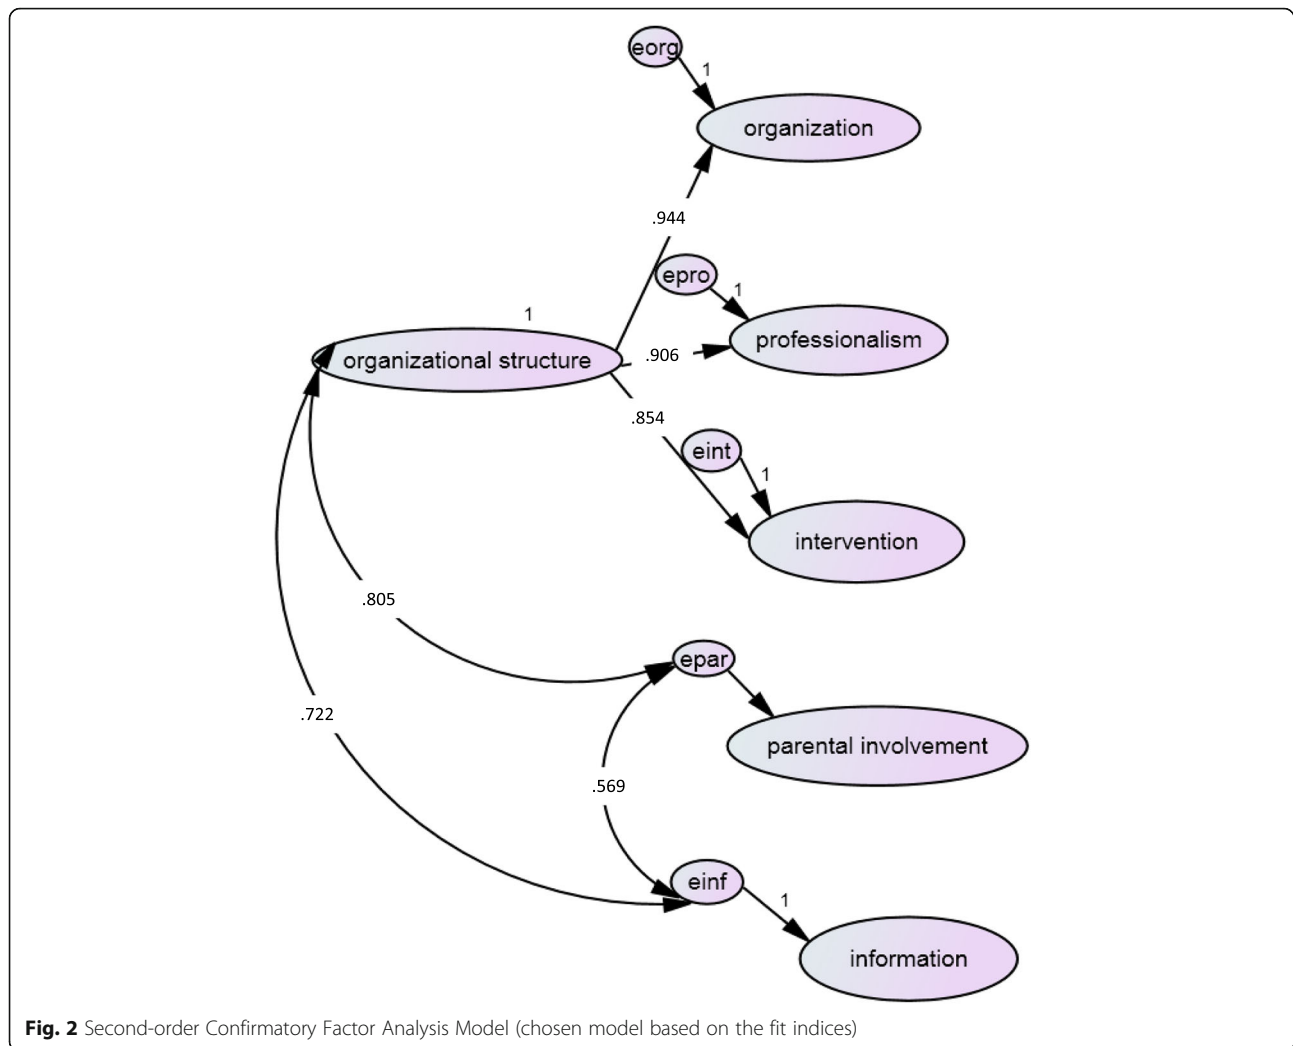 eorg
1
organization
.944
epro
1
professionalism
1
organizational structure
.906
.854
eint
1
intervention
.805
epar
parental involvement
.722
.569
einf
1
information
Fig. 2 Second-order Confirmatory Factor Analysis Model (chosen model based on the fit indices)